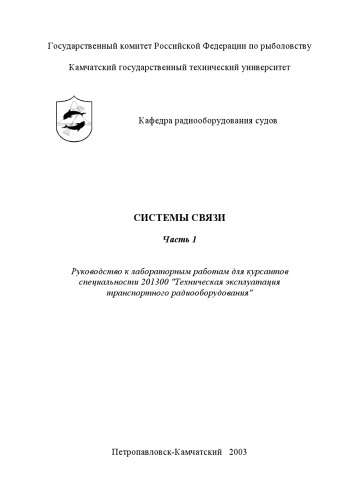 Государственный комитет Российской Федерации по рыболовству
Камчатский государственный технический университет
Кафедра радиооборудования судов
СИСТЕМЫ СВЯЗИ
Часть 1
Руководство к лабораторным работам для курсантов
специальности 201300 "Техническая эксплуатация
транспортного радиооборудования"
Петропавловск-Камчатский 2003